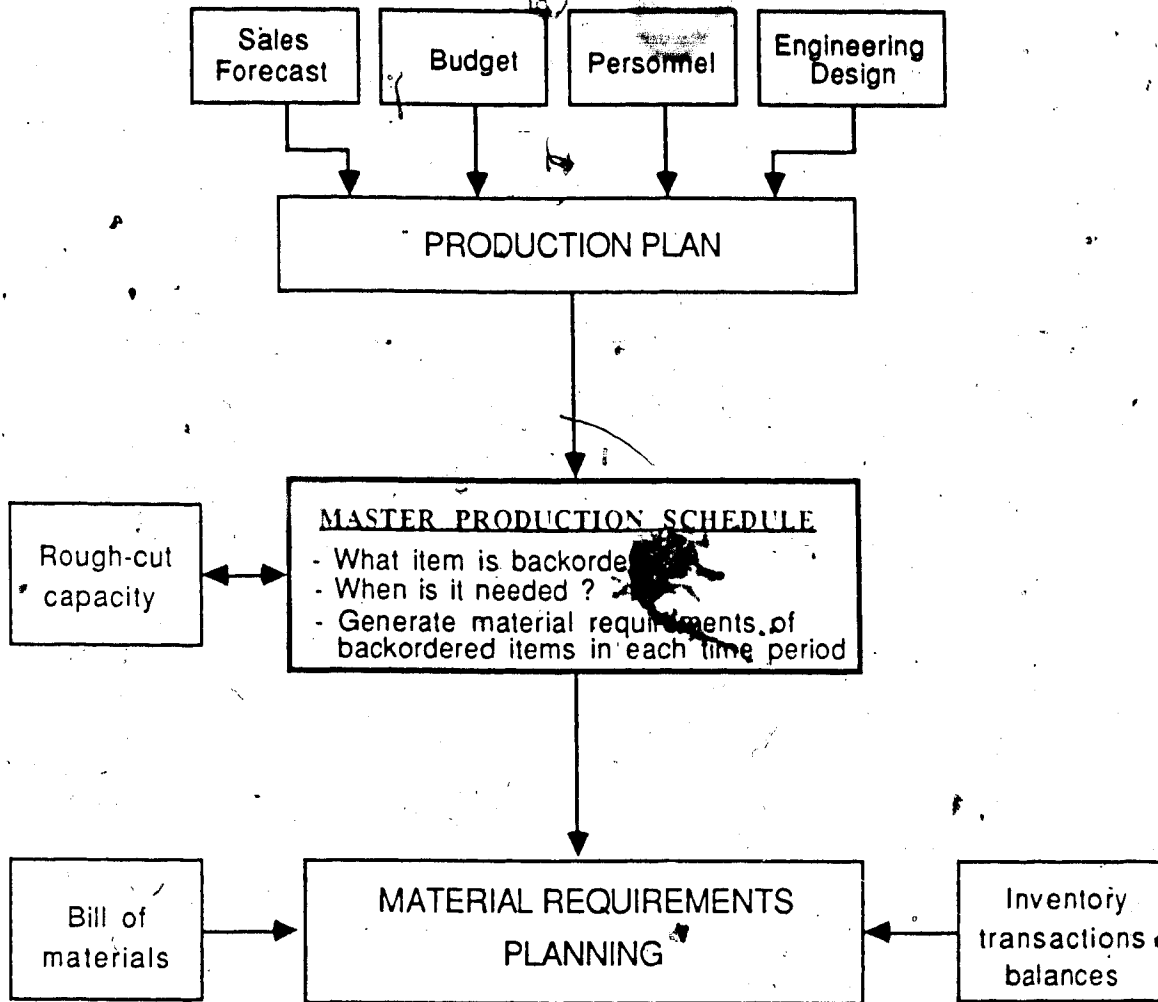 Sales
Forecast
Budget
Personnel
Engineering
Design
PRODUCTION PLAN
Rough-cut
capacity
MASTER PRODUCTION SCHEDULE
- What item is
- When is it needed ?
- Generate material requirements of
backordered items in each time period
Bill of
materials
MATERIAL REQUIREMENTS
PLANNING
Inventory
transactions
balances